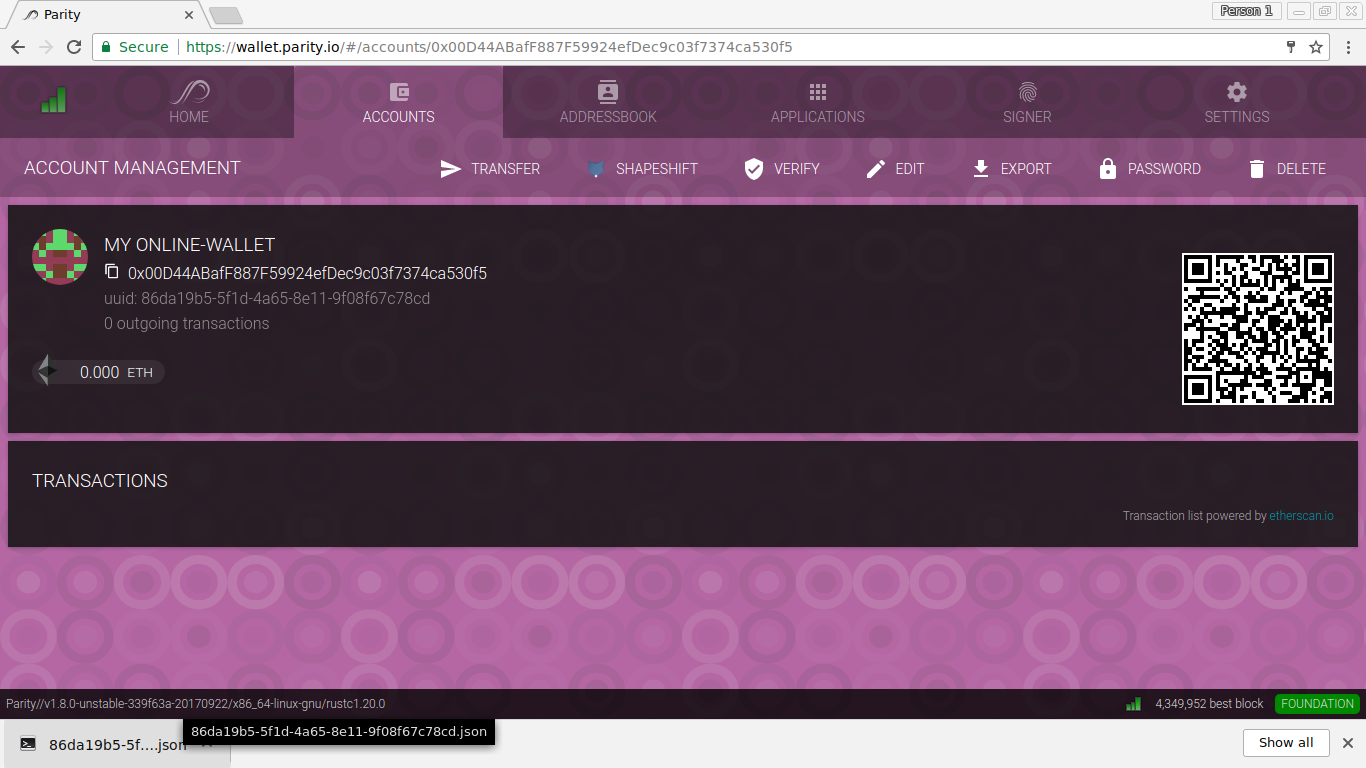 Parity
Person 1
Secure
https://wallet.parity.io/#/accounts/0x00D44ABafF887F59924efDec9c03f7374ca530f5
HOME
ACCOUNTS
ADDRESSBOOK
APPLICATIONS
SIGNER
SETTINGS
ACCOUNT MANAGEMENT
TRANSFER
SHAPESHIFT
VERIFY
EDIT
EXPORT
PASSWORD
DELETE
MY ONLINE-WALLET
0x00D44ABafF887F59924efDec9c03f7374ca530f5
uuid: 86da19b5-5f1d-4a65-8e11-9f08f67c78cd
0 outgoing transactions
0.000 ETH
TRANSACTIONS
Transaction list powered by etherscan.io
Parity//v1.8.0-unstable-339f63a-20170922/x86_64-linux-gnu/rustc1.20.0
4,349,952 best block
FOUNDATION
86da19b5-5f1d-4a65-8e11-9f08f67c78cd.json
86da19b5-5f....json
Show all